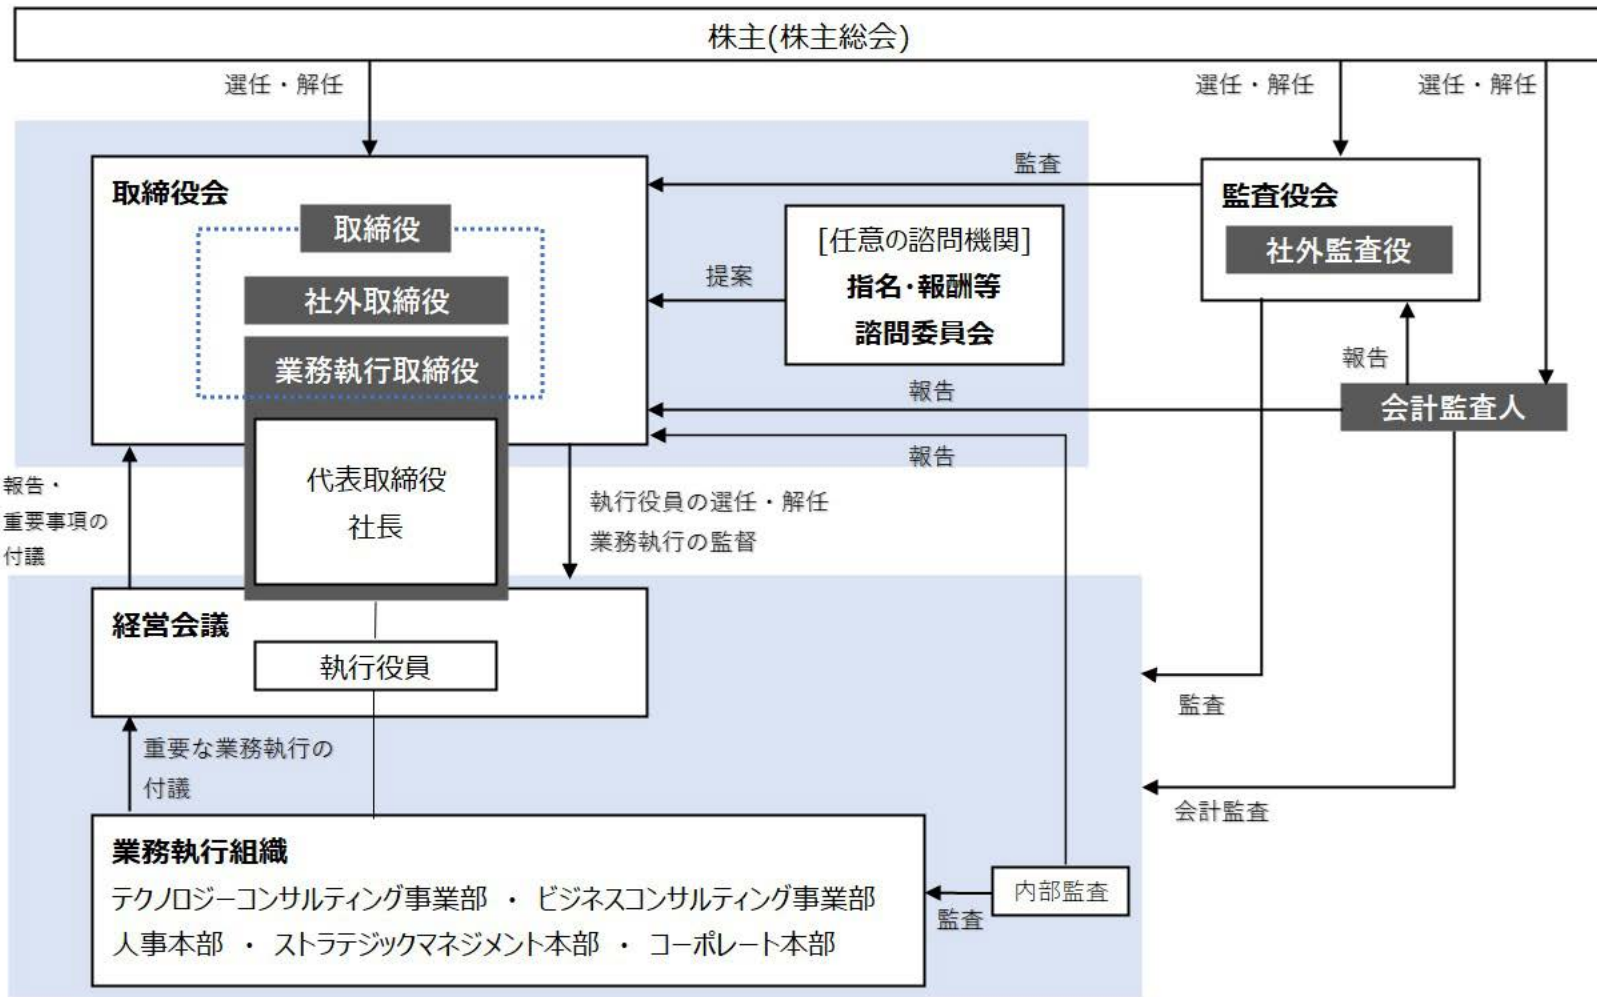 株主(株主総会)
選任・解任
選任・解任
選任・解任
取締役会
取締役
社外取締役
業務執行取締役
代表取締役
社長
監査
[任意の諮問機関]
指名・報酬等
諮問委員会
提案
監査役会
社外監査役
報告
会計監査人
報告
報告
報告・
重要事項の
付議
執行役員の選任・解任
業務執行の監督
経営会議
執行役員
監査
重要な業務執行の
付議
会計監査
業務執行組織
テクノロジーコンサルティング事業部 ・ ビジネスコンサルティング事業部
人事本部 ・ ストラテジックマネジメント本部 ・ コーポレート本部
監査
内部監査